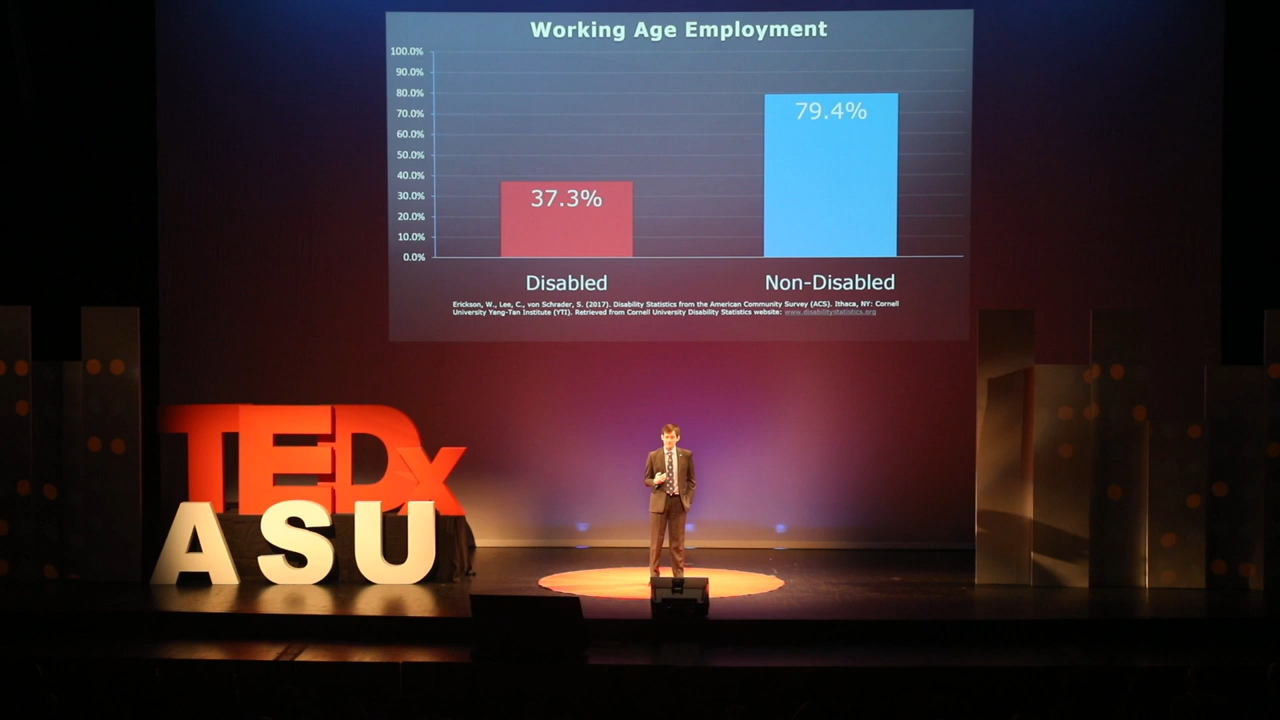 Working Age Employment
100.0%
90.0%
80.0%
70.0%
60.0%
50.0%
40.0%
30.0%
20.0%
10.0%
0.0%
37.3%
79.4%
Disabled
Non-Disabled
Erickson, W., Lee, C., von Schrader, S. (2017). Disability Statistics from the American Community Survey (ACS). Ithaca, NY: Cornell
University Yang-Tan Institute (YTI). Retrieved from Cornell University Disability Statistics website: www.disabilitystatistics.org
TEDx
ASU